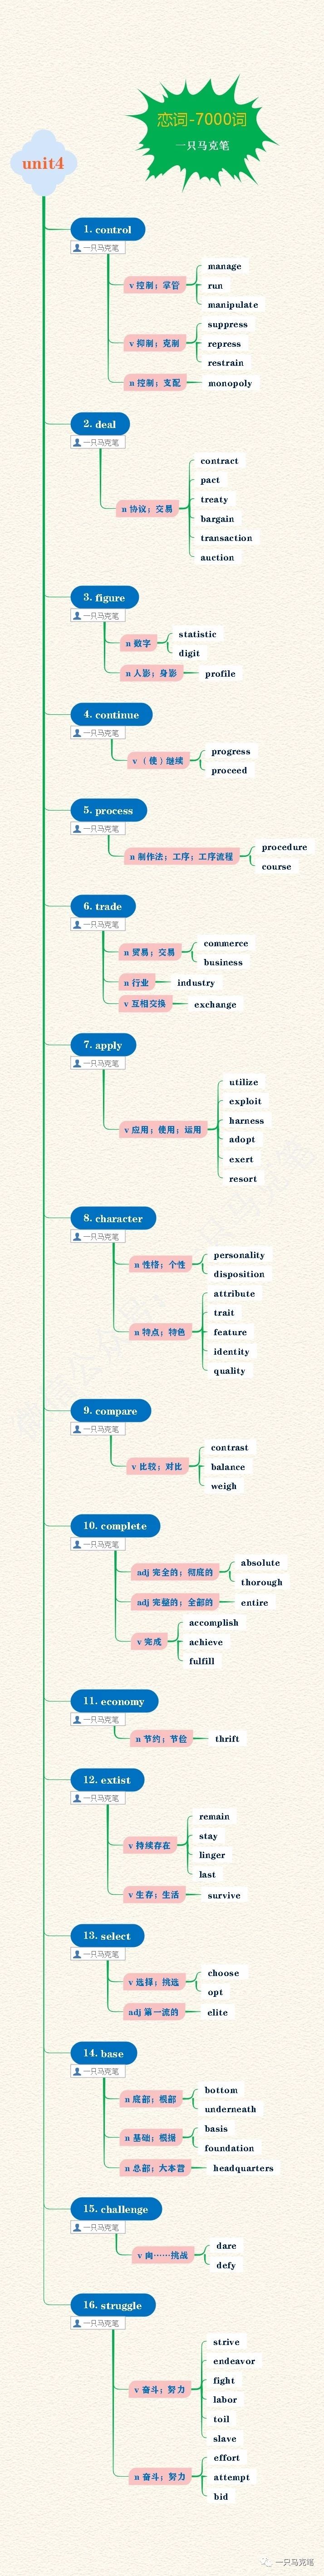 恋词-7000词
一只马克笔
unit4
1. control
一只马克笔
v 控制；掌管
manage
run
manipulate
v 抑制；克制
suppress
repress
restrain
n 控制；支配
monopoly
2. deal
一只马克笔
n 协议；交易
contract
pact
treaty
bargain
transaction
auction
3. figure
一只马克笔
n 数字
statistic
digit
n 人影；身影
profile
4. continue
一只马克笔
v （使）继续
progress
proceed
5. process
一只马克笔
n 制作法；工序；工序流程
procedure
course
6. trade
一只马克笔
n 贸易；交易
commerce
business
n 行业
industry
v 互相交换
exchange
7. apply
一只马克笔
v 应用；使用；运用
utilize
exploit
harness
adopt
exert
resort
8. character
一只马克笔
n 性格；个性
personality
disposition
n 特点；特色
attribute
trait
feature
identity
quality
9. compare
一只马克笔
v 比较；对比
contrast
balance
weigh
10. complete
一只马克笔
adj 完全的；彻底的
absolute
thorough
adj 完整的；全部的
entire
v 完成
accomplish
achieve
fulfill
11. economy
一只马克笔
n 节约；节俭
thrift
12. extist
一只马克笔
v 持续存在
remain
stay
linger
last
v 生存；生活
survive
13. select
一只马克笔
v 选择；挑选
choose
opt
adj 第一流的
elite
14. base
一只马克笔
n 底部；根部
bottom
underneath
n 基础；根据
basis
foundation
n 总部；大本营
headquarters
15. challenge
一只马克笔
v 向……挑战
dare
defy
16. struggle
一只马克笔
v 奋斗；努力
strive
endeavor
fight
labor
toil
slave
n 奋斗；努力
effort
attempt
bid
一只马克笔